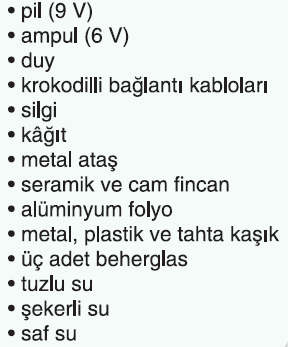 • pil (9 V)
• ampul (6 V)
• duy
• krokodilli bağlantı kabloları
• silgi
• kâğıt
• metal ataş
• seramik ve cam fincan
• alüminyum folyo
• metal, plastik ve tahta kaşık
• üç adet beherglas
• tuzlu su
• şekerli su
• saf su